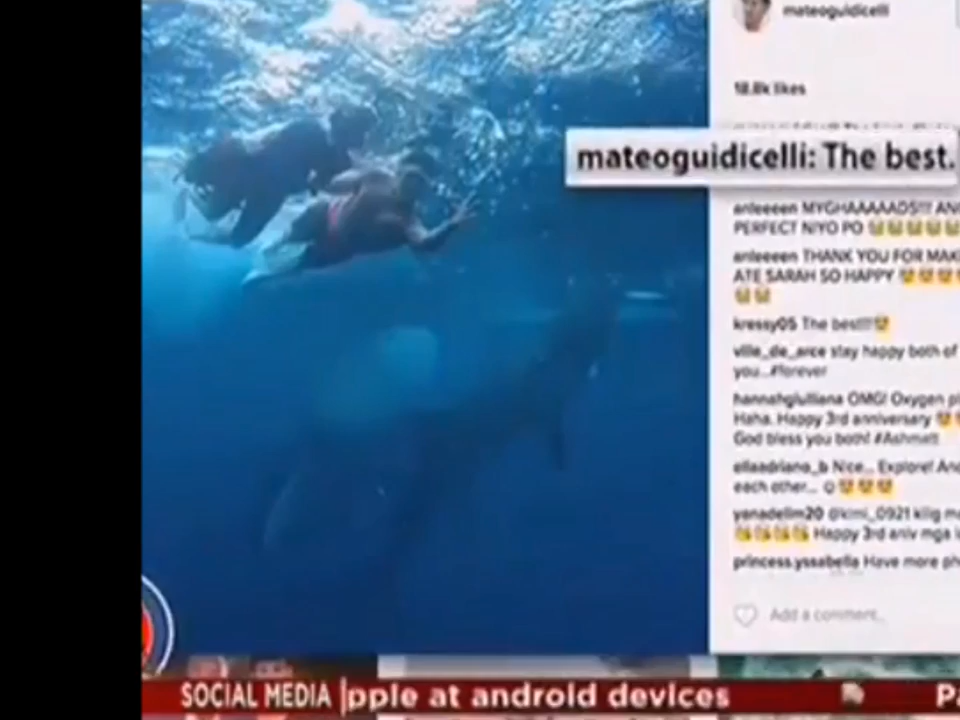 mateoguidicelli
18.8k likes
mateoguidicelli: The best.
anleeeen MYGHAAAAADS!!! AN
PERFECT NIYO PO 😭😭😭😭😭
anleeeen THANK YOU FOR MAK
ATE SARAH SO HAPPY
kressy05 The best!!!
ville_de_arce stay happy both of
you...#forever
hannahgiulliana OMG! Oxygen pl
Haha. Happy 3rd anniversary
God bless you both! #Ashmatt
Nice... Explore! And
each other...
yanadelim20 @kimi_0921 kilig ma
Happy 3rd aniv mga
princess.yssabella Have more ph
Add a comment...
SOCIAL MEDIA pple at android devices
Pa